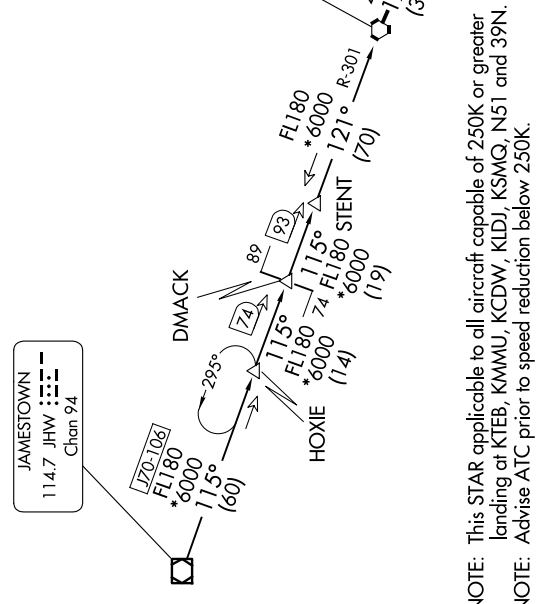 JAMESTOWN
114.7 JHW
Chan 94
J70-106
FL180
*6000
115°
(60)
295°
HOXIE
74
115°
FL180
*6000
(14)
DMACK
89
74
93
115°
FL180
*6000
(19)
STENT
FL180
*6000
121°
(70)
R-301
NOTE: This STAR applicable to all aircraft capable of 250K or greater
landing at KTEB, KMMU, KCDW, KLDJ, KSMQ, N51 and 39N.
NOTE: Advise ATC prior to speed reduction below 250K.